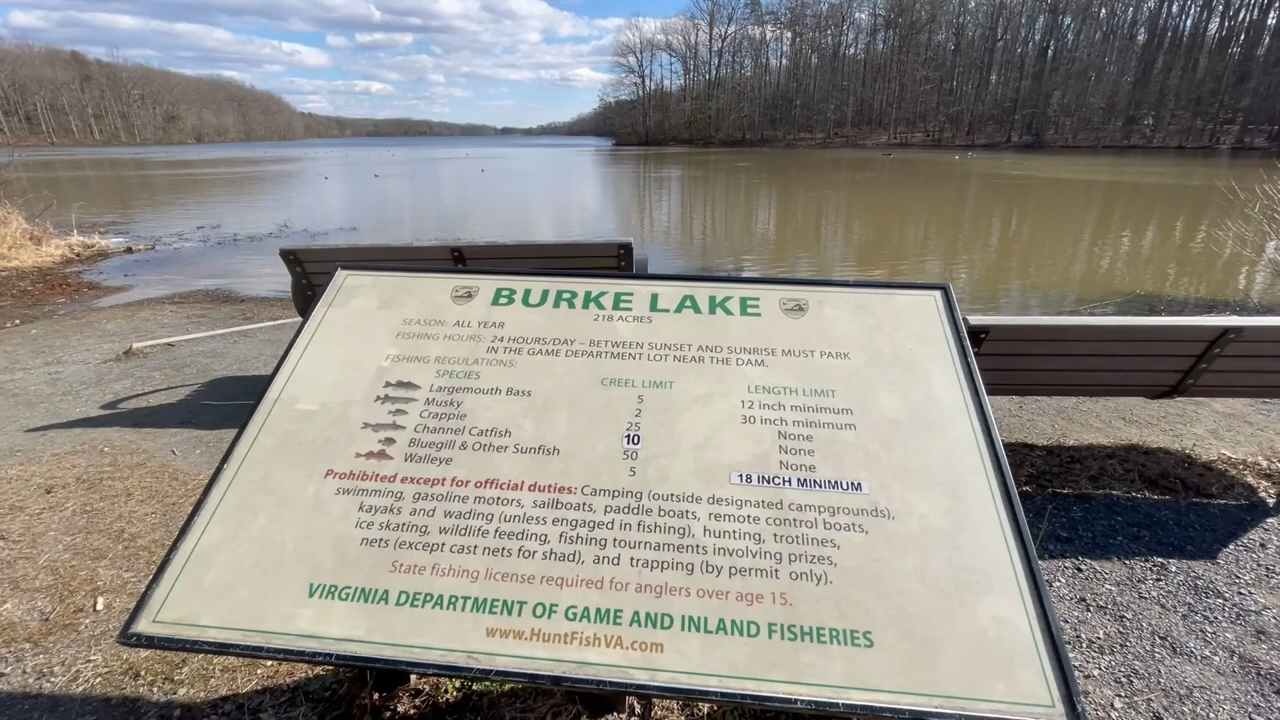 BURKE LAKE
218 ACRES
SEASON: ALL YEAR
FISHING HOURS: 24 HOURS/DAY – BETWEEN SUNSET AND SUNRISE MUST PARK
IN THE GAME DEPARTMENT LOT NEAR THE DAM.
FISHING REGULATIONS:
SPECIES CREEL LIMIT LENGTH LIMIT
Largemouth Bass 5 12 inch minimum
Musky 2 30 inch minimum
Crappie 25 None
Channel Catfish 10 None
Bluegill & Other Sunfish 50 None
Walleye 5 18 INCH MINIMUM
Prohibited except for official duties: Camping (outside designated campgrounds),
swimming, gasoline motors, sailboats, paddle boats, remote control boats,
kayaks and wading (unless engaged in fishing), hunting, trotlines,
ice skating, wildlife feeding, fishing tournaments involving prizes,
nets (except cast nets for shad), and trapping (by permit only).
State fishing license required for anglers over age 15.
VIRGINIA DEPARTMENT OF GAME AND INLAND FISHERIES
www.HuntFishVA.com